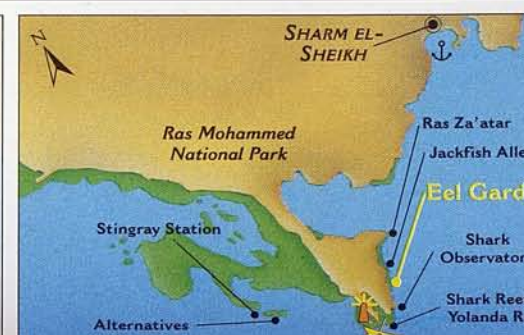 N
SHARM EL-
SHEIKH
Ras Mohammed
National Park
Ras Za'atar
Jackfish Alle
Eel Gard
Stingray Station
Shark
Observator
Shark Ree
Yolanda R
Alternatives